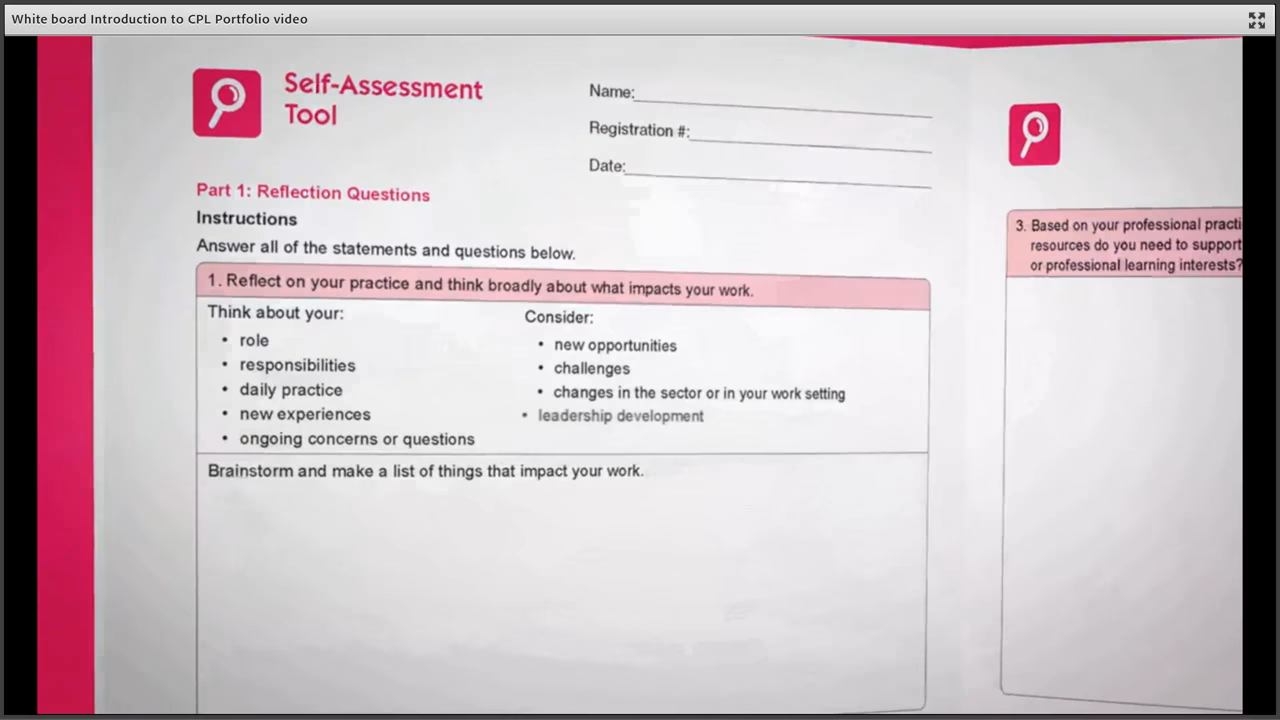 White board Introduction to CPL Portfolio video
Self-Assessment
Tool
Name:
Registration #:
Date:
Part 1: Reflection Questions
Instructions
Answer all of the statements and questions below.
1. Reflect on your practice and think broadly about what impacts your work.
Think about your:
• role
• responsibilities
• daily practice
• new experiences
• ongoing concerns or questions
Consider:
• new opportunities
• challenges
• changes in the sector or in your work setting
• leadership development
Brainstorm and make a list of things that impact your work.
3. Based on your professional practi
resources do you need to support
or professional learning interests?